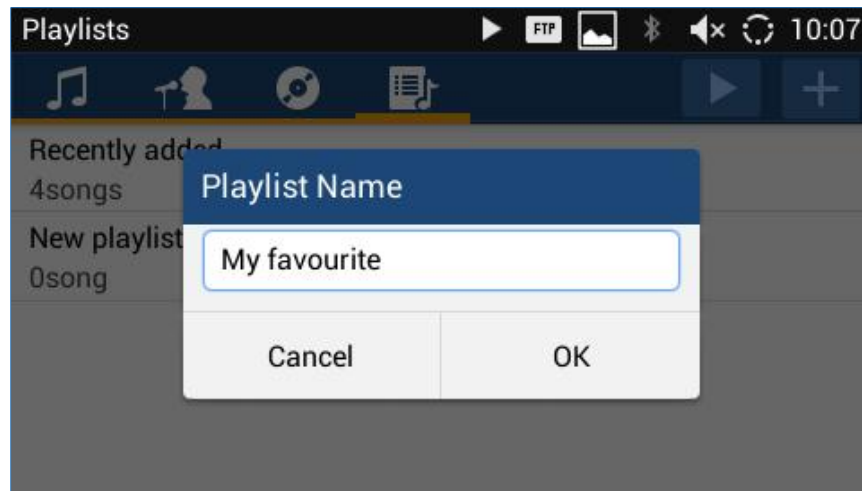 Playlists FTP 10:07
Recently added
4songs
Playlist Name
New playlist
0song
My favourite
Cancel OK